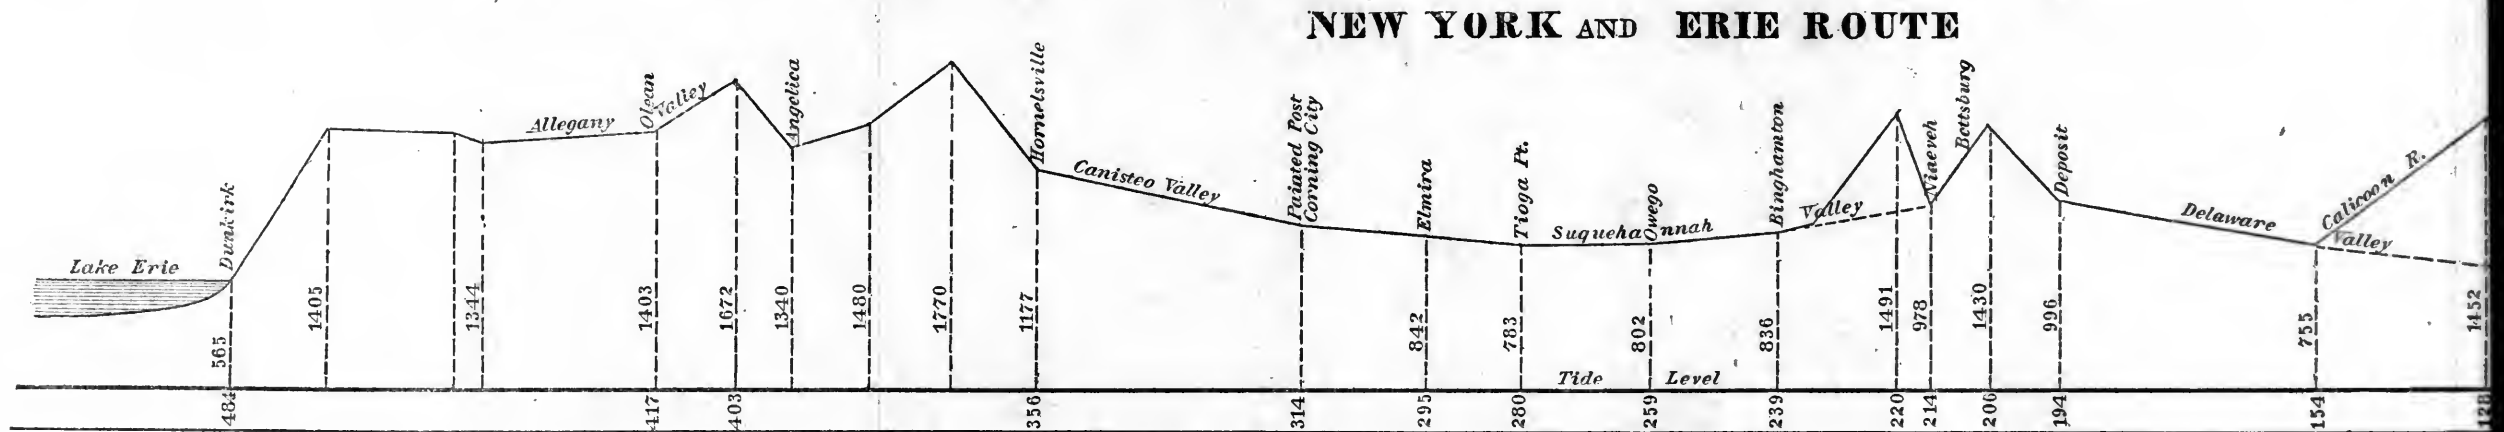 NEW YORK AND ERIE ROUTE
Lake Erie
Dunkirk
Allegany
Olean
Valley
Angelica
Hornelsville
Canisteo Valley
Painted Post
Corning City
Elmira
Tioga Pt.
Suqueha nnah
Owego
Binghamton
Valley
Nineveh
Bettsburg
Deposit
Delaware
Calicoon R.
Valley
565
1405
1344
1403
1672
1340
1480
1770
1177
842
783
802
836
1491
978
1430
996
755
1452
Tide Level
484
417
403
356
314
295
280
259
239
220
214
206
194
154
128